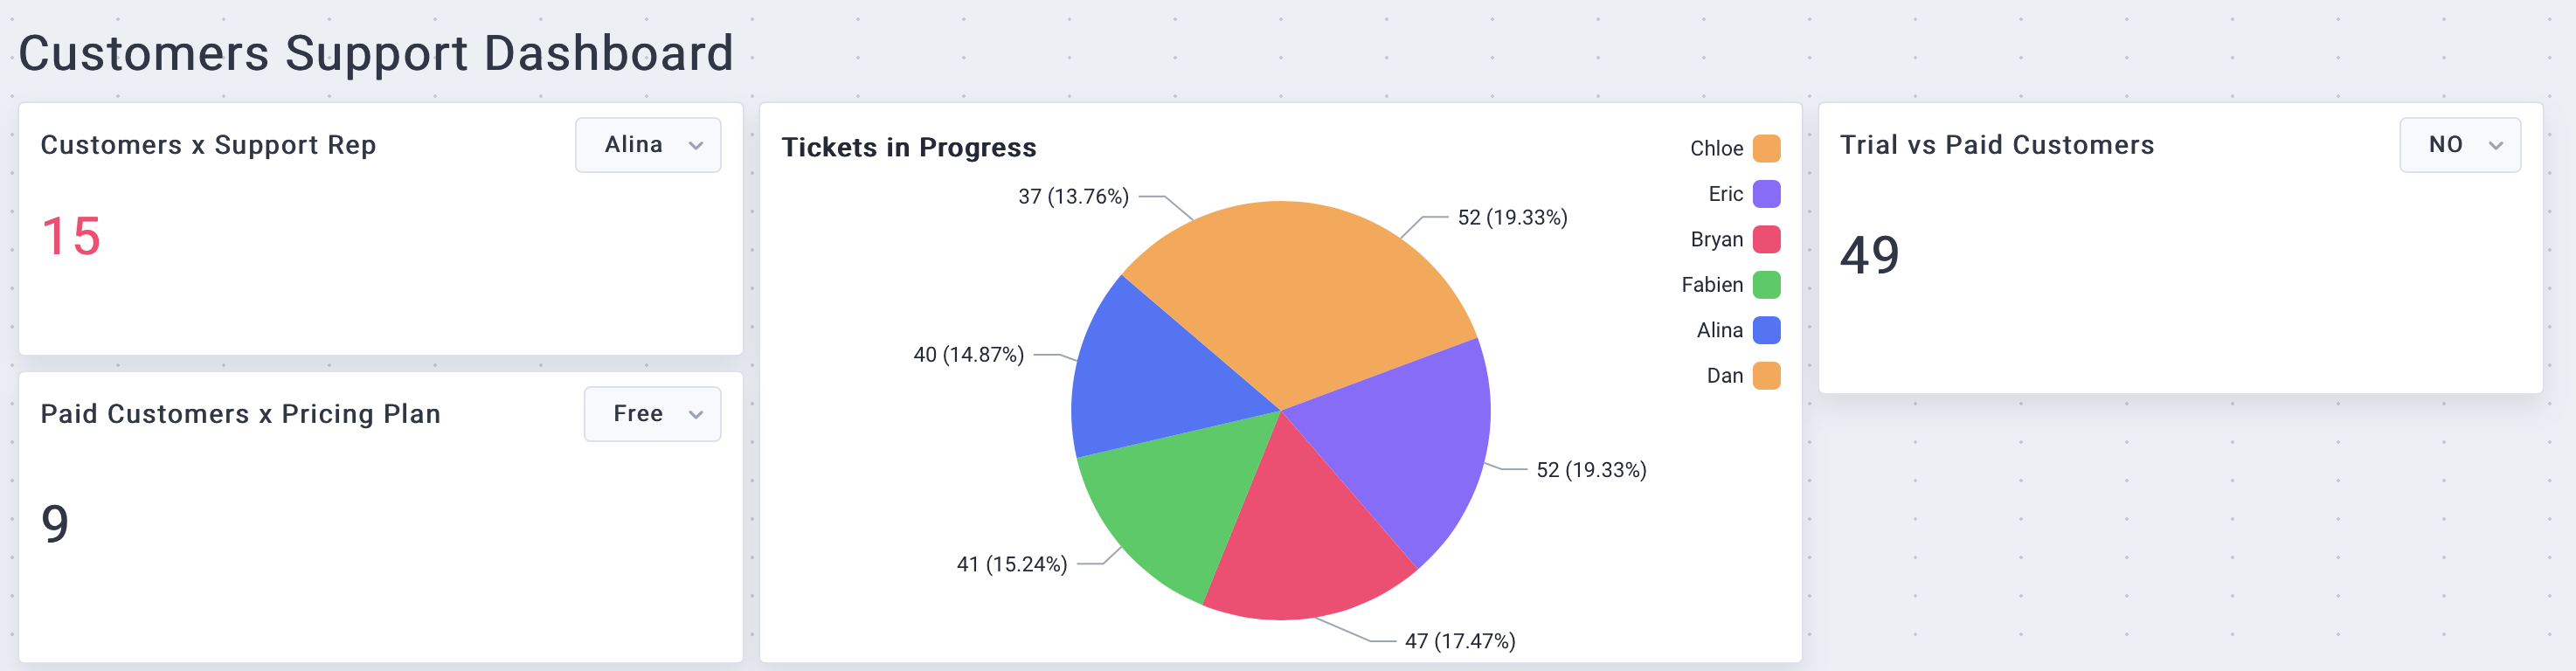 Customers Support Dashboard
Customers x Support Rep
Alina
15
Paid Customers x Pricing Plan
Free
9
Tickets in Progress
37 (13.76%)
52 (19.33%)
40 (14.87%)
52 (19.33%)
41 (15.24%)
47 (17.47%)
Chloe
Eric
Bryan
Fabien
Alina
Dan
Trial vs Paid Customers
NO
49